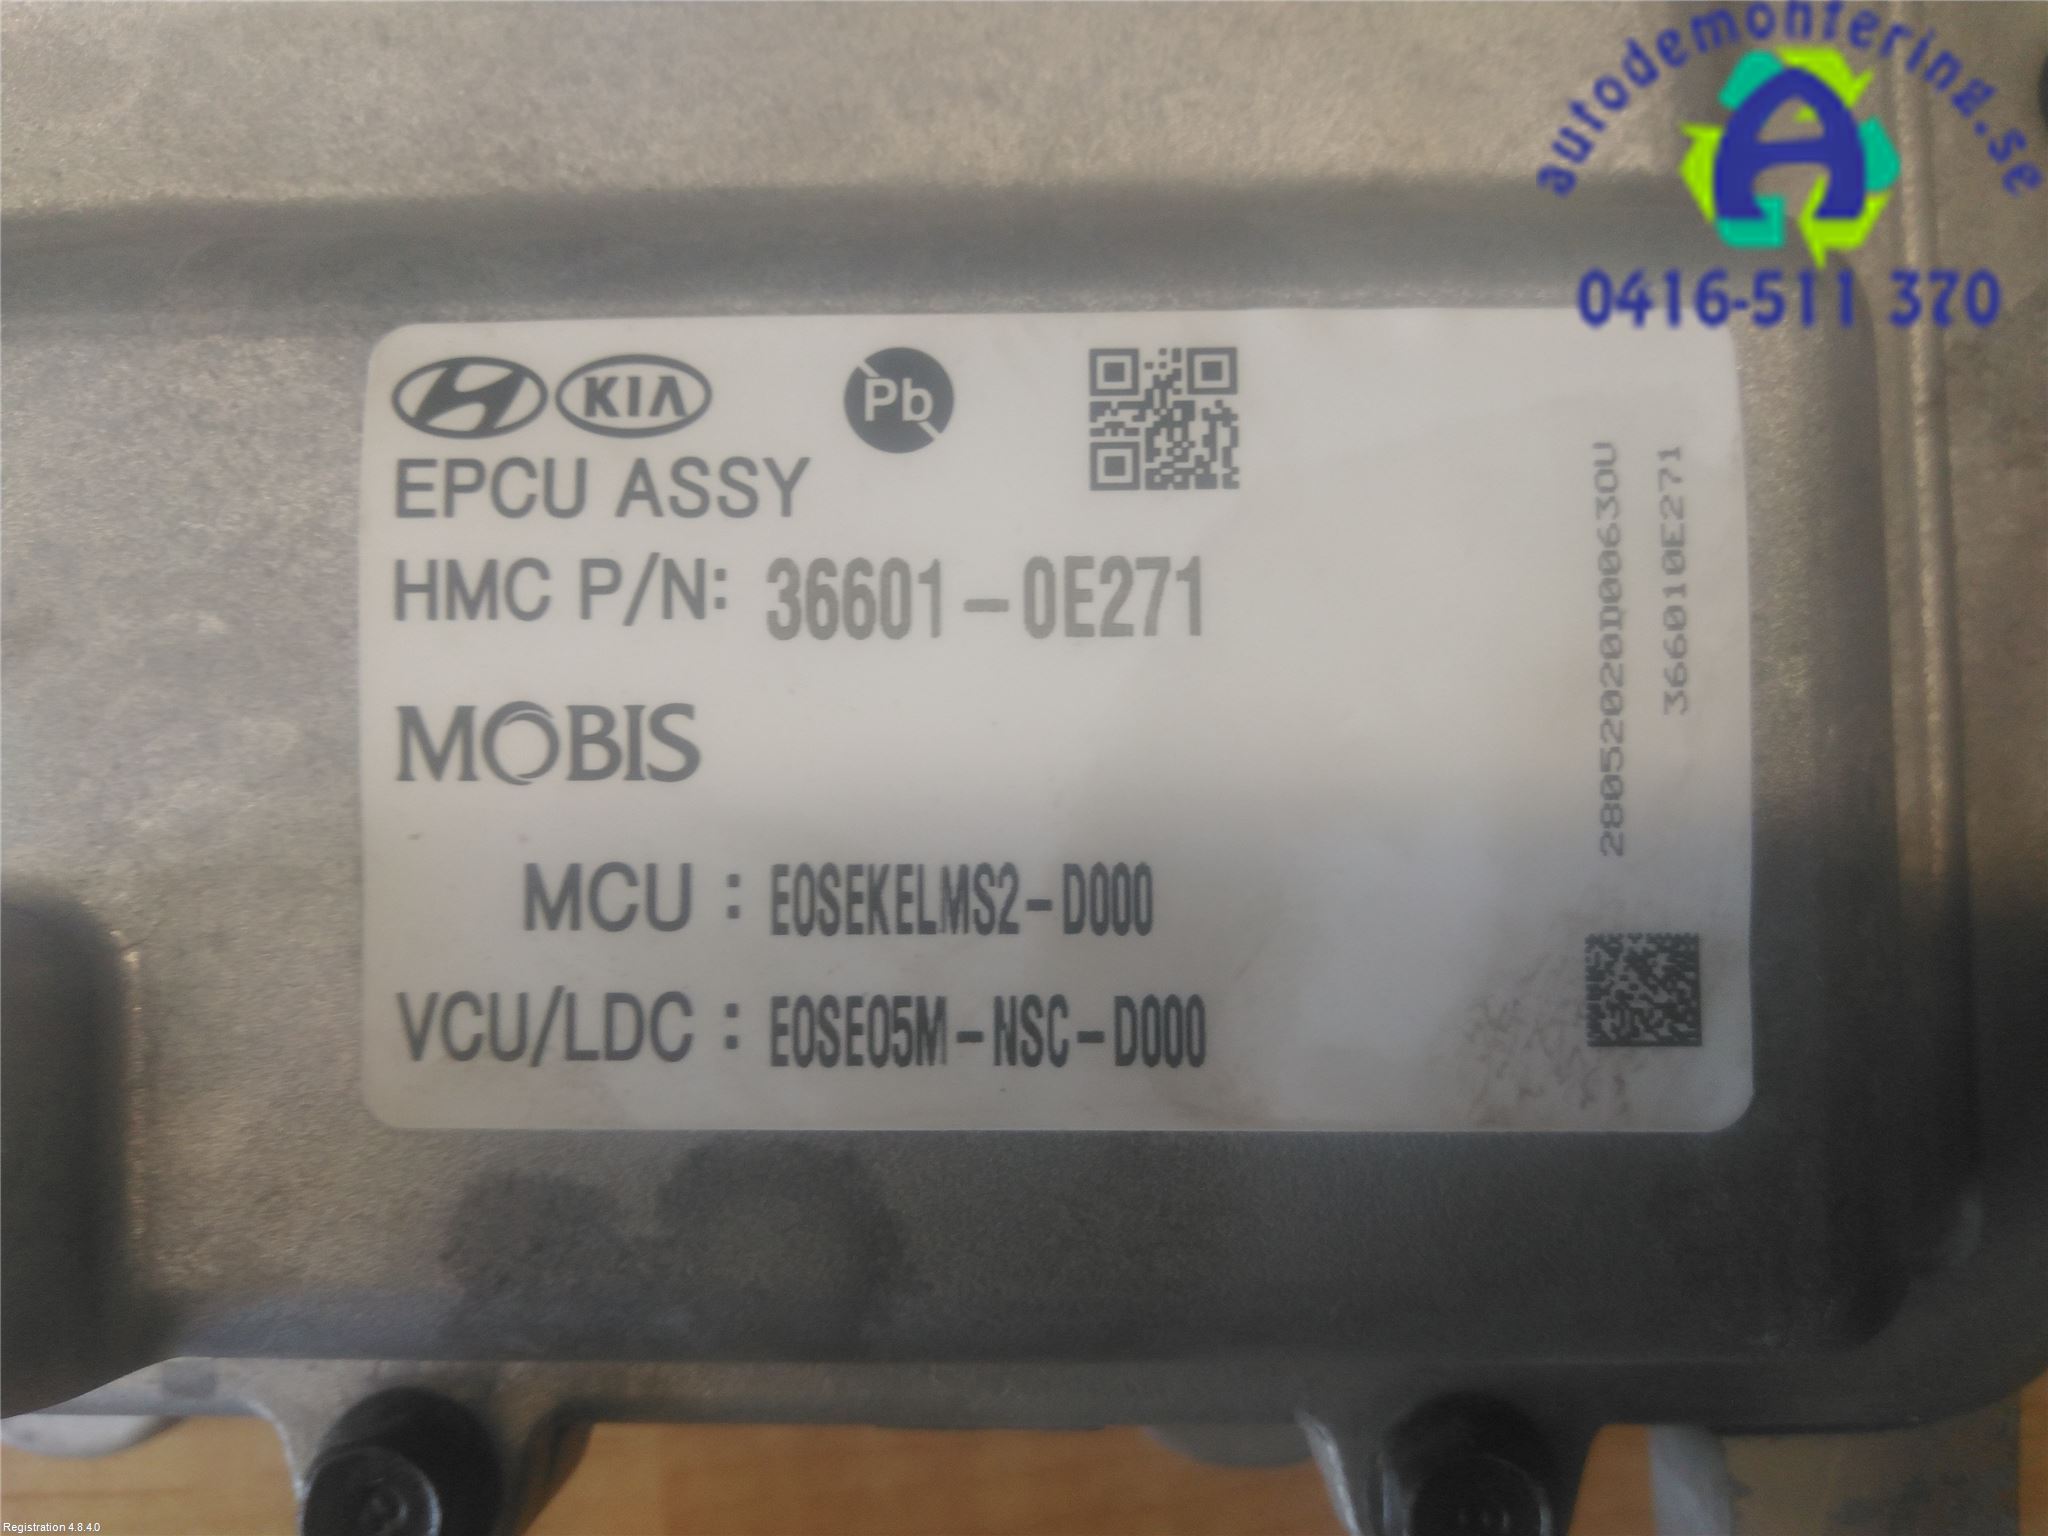 autodemontering.se
A
0416-511 370
KIA
Pb
EPCU ASSY
HMC P/N: 36601-0E271
MOBIS
MCU : E0SEKELMS2-D000
VCU/LDC : E0SE05M-NSC-D000
28052020D00630U
366010E271
Registration 4.8.4.0